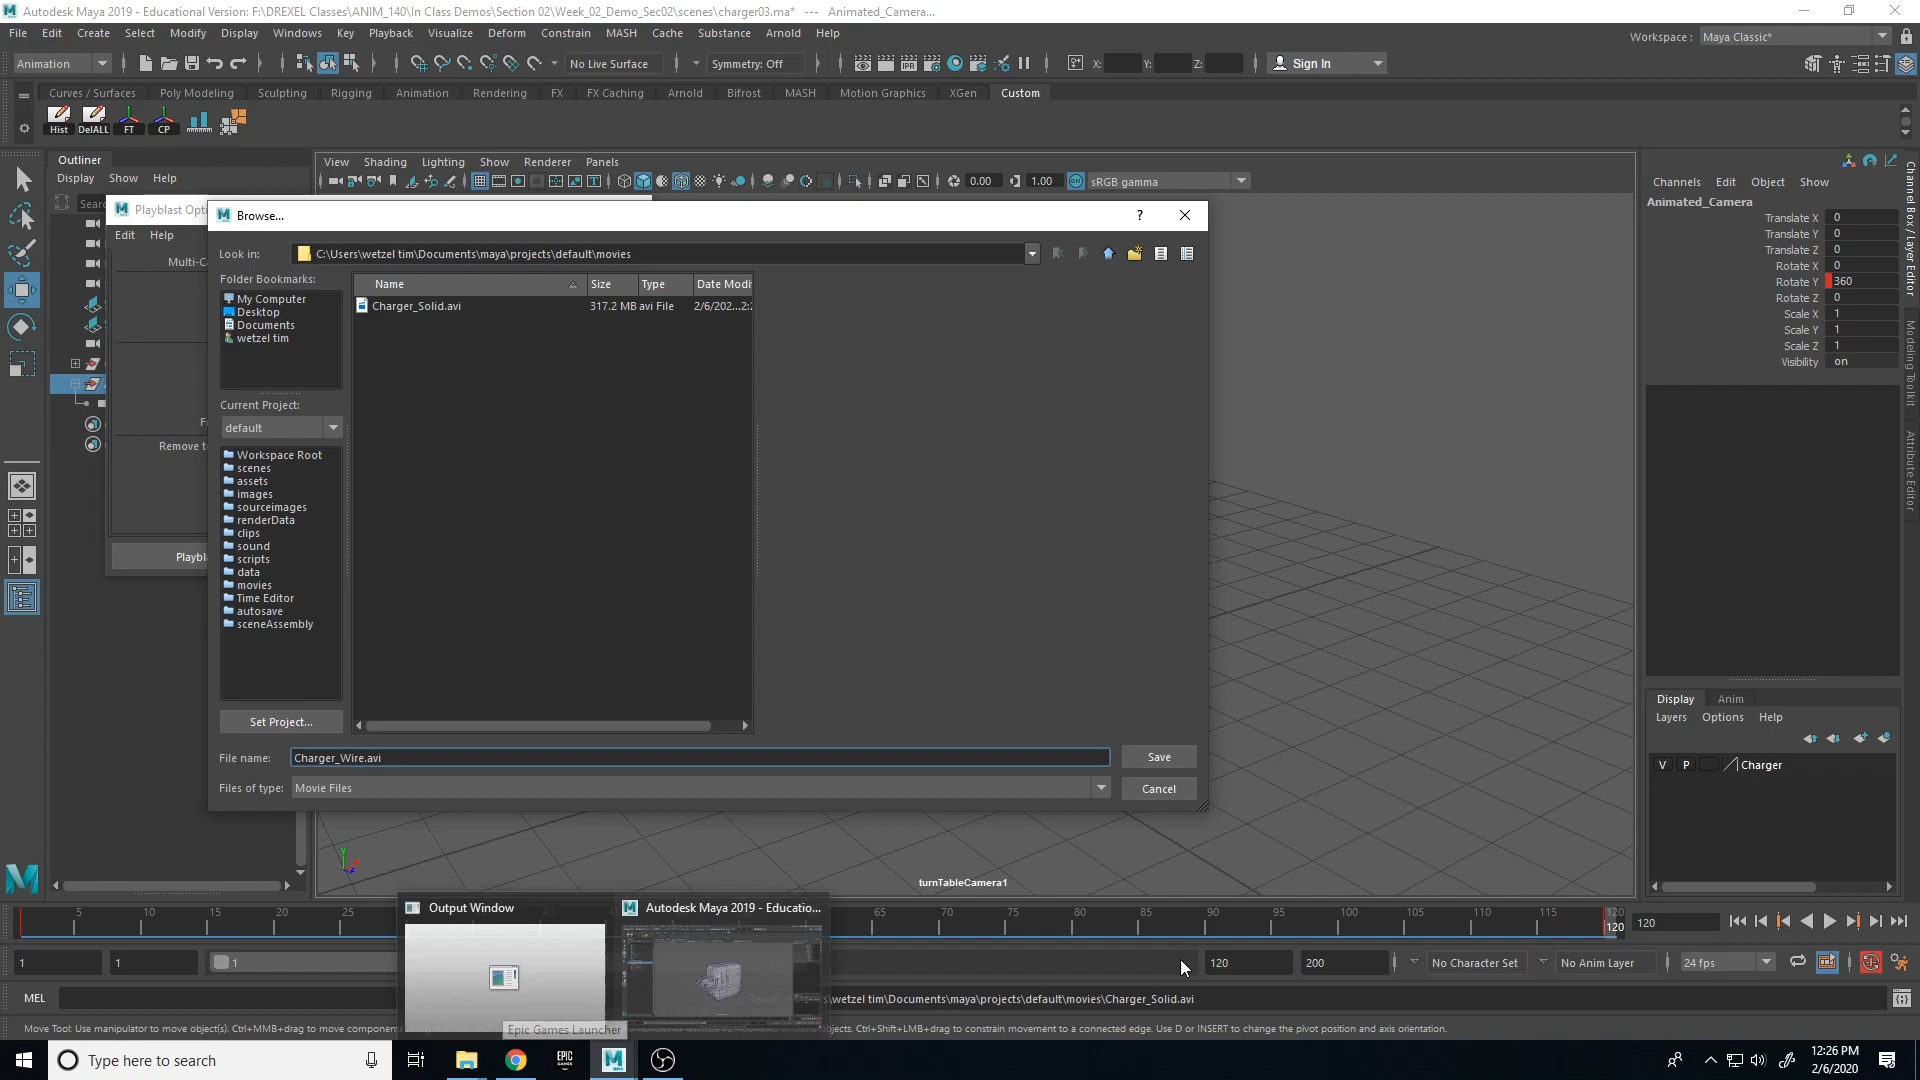 Autodesk Maya 2019 - Educational Version: F:\DREXEL Classes\ANIM_140\In Class Demos\Section 02\Week_02_Demo_Sec02\scenes\charger03.ma* --- Animated_Camera...
File Edit Create Select Modify Display Windows Key Playback Visualize Deform Constrain MASH Cache Substance Arnold Help
Workspace : Maya Classic*
Animation No Live Surface Symmetry: Off X: Y: Z: Sign In
Curves / Surfaces Poly Modeling Sculpting Rigging Animation Rendering FX FX Caching Arnold Bifrost MASH Motion Graphics XGen Custom
Hist DelALL FT CP
Outliner
Display Show Help
View Shading Lighting Show Renderer Panels
0.00 1.00 sRGB gamma
Playblast Opti
Edit Help
Multi-C
Remove t
Playbl
Browse...
?
Look in: C:\Users\wetzel tim\Documents\maya\projects\default\movies
Folder Bookmarks:
My Computer
Desktop
Documents
wetzel tim
Current Project:
default
Workspace Root
scenes
assets
images
sourceimages
renderData
clips
sound
scripts
data
movies
Time Editor
autosave
sceneAssembly
Set Project...
Name Size Type Date Modi
Charger_Solid.avi 317.2 MB avi File 2/6/202...2:
File name: Charger_Wire.avi Save
Files of type: Movie Files Cancel
Channels Edit Object Show
Animated_Camera
Translate X 0
Translate Y 0
Translate Z 0
Rotate X 0
Rotate Y 360
Rotate Z 0
Scale X 1
Scale Y 1
Scale Z 1
Visibility on
Channel Box / Layer Editor
Modeling Toolkit
Attribute Editor
Display Anim
Layers Options Help
V P Charger
turnTableCamera1
Output Window
Autodesk Maya 2019 - Educatio...
5 10 15 20 25 65 70 75 80 85 90 95 100 105 110 115 120
120 120
1 1 1 120 200 No Character Set No Anim Layer 24 fps
MEL
wetzel tim\Documents\maya\projects\default\movies\Charger_Solid.avi
Epic Games Launcher
Move Tool: Use manipulator to move object(s). Ctrl+MMB+drag to move component
jects. Ctrl+Shift+LMB+drag to constrain movement to a connected edge. Use D or INSERT to change the pivot position and axis orientation.
Type here to search
12:26 PM
2/6/2020